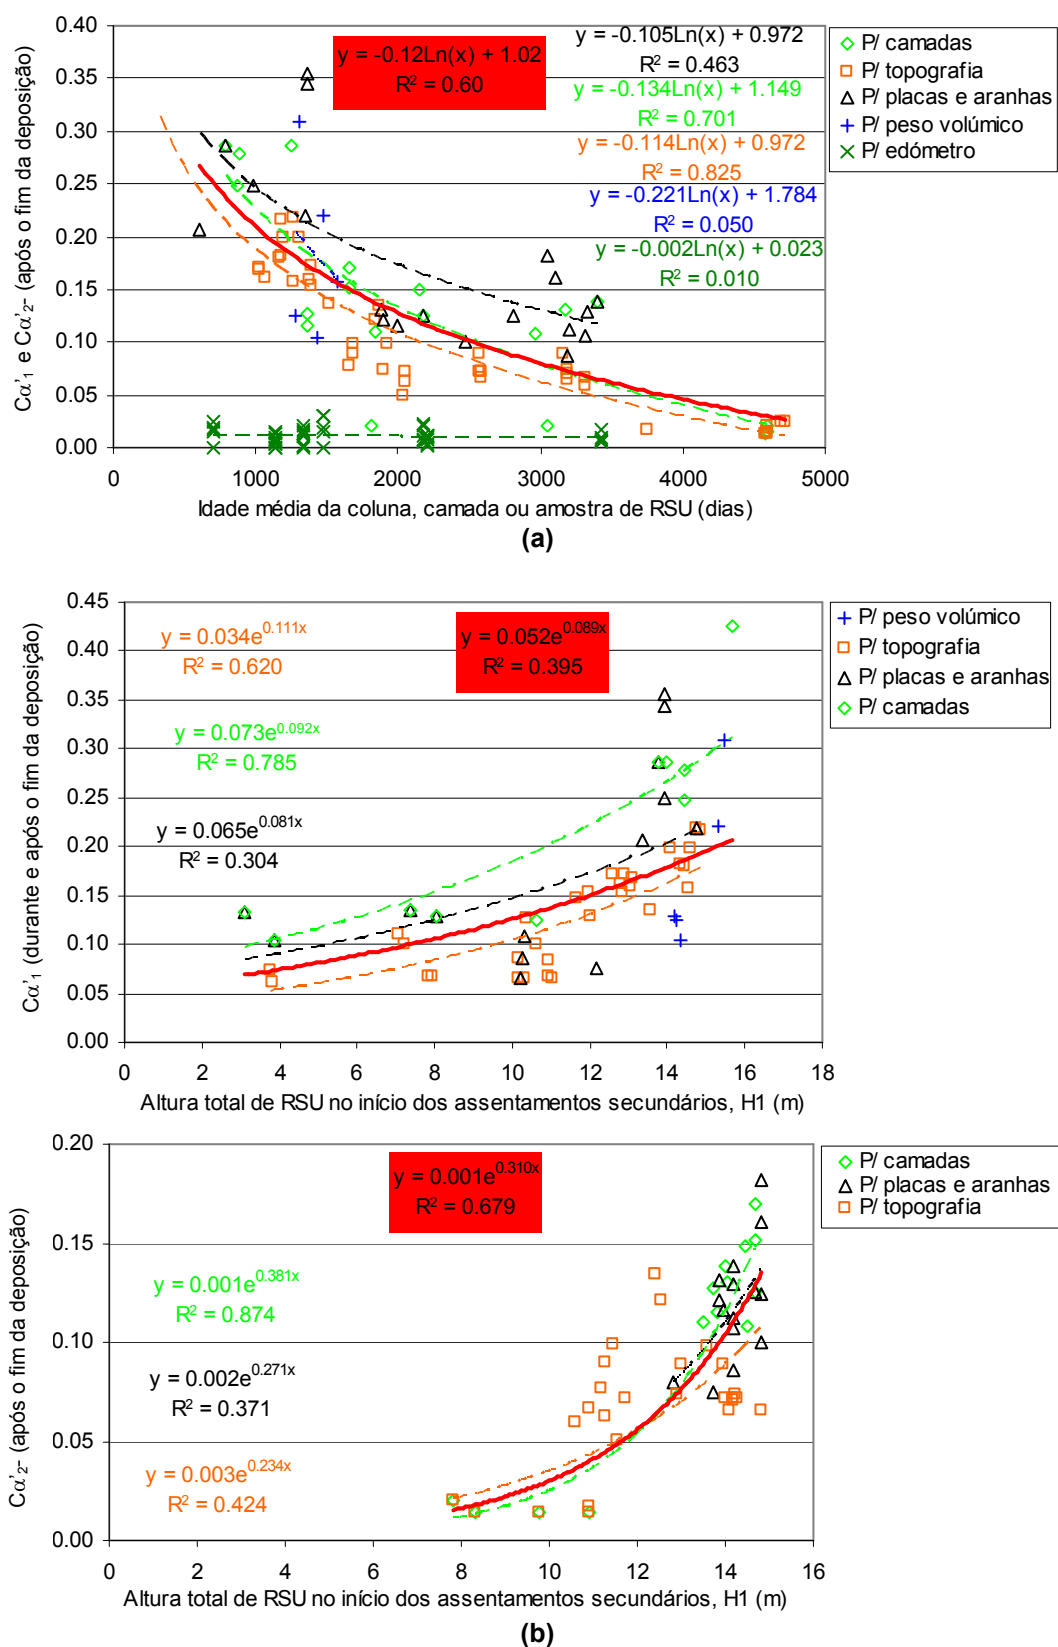 0.40
0.35
0.30
0.25
0.20
0.15
0.10
0.05
0.00
Cα'1 e Cα'2- (após o fim da deposição)
y = -0.12Ln(x) + 1.02
R² = 0.60
y = -0.105Ln(x) + 0.972
R² = 0.463
y = -0.134Ln(x) + 1.149
R² = 0.701
y = -0.114Ln(x) + 0.972
R² = 0.825
y = -0.221Ln(x) + 1.784
R² = 0.050
y = -0.002Ln(x) + 0.023
R² = 0.010
P/ camadas
P/ topografia
P/ placas e aranhas
P/ peso volúmico
P/ edómetro
0 1000 2000 3000 4000 5000
Idade média da coluna, camada ou amostra de RSU (dias)
(a)
0.45
0.40
0.35
0.30
0.25
0.20
0.15
0.10
0.05
0.00
Cα'1 (durante e após o fim da deposição)
y = 0.034e^0.111x
R² = 0.620
y = 0.052e^0.089x
R² = 0.395
y = 0.073e^0.092x
R² = 0.785
y = 0.065e^0.081x
R² = 0.304
P/ peso volúmico
P/ topografia
P/ placas e aranhas
P/ camadas
0 2 4 6 8 10 12 14 16 18
Altura total de RSU no início dos assentamentos secundários, H1 (m)
0.20
0.15
0.10
0.05
0.00
Cα'2- (após o fim da deposição)
y = 0.001e^0.310x
R² = 0.679
y = 0.001e^0.381x
R² = 0.874
y = 0.002e^0.271x
R² = 0.371
y = 0.003e^0.234x
R² = 0.424
P/ camadas
P/ placas e aranhas
P/ topografia
0 2 4 6 8 10 12 14 16
Altura total de RSU no início dos assentamentos secundários, H1 (m)
(b)